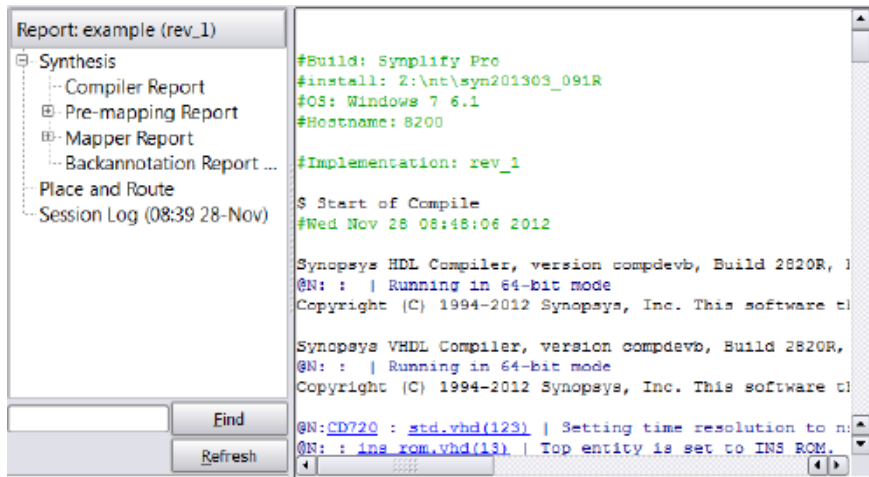 Report: example (rev_1)
Synthesis
Compiler Report
Pre-mapping Report
Mapper Report
Backannotation Report ...
Place and Route
Session Log (08:39 28-Nov)
Find
Refresh
#Build: Synplify Pro
#install: Z:\nt\syn201303_091R
#OS: Windows 7 6.1
#Hostname: 8200
#Implementation: rev_1
$ Start of Compile
#Wed Nov 28 08:48:06 2012
Synopsys HDL Compiler, version compdevb, Build 2820R,
@N: : | Running in 64-bit mode
Copyright (C) 1994-2012 Synopsys, Inc. This software
Synopsys VHDL Compiler, version compdevb, Build 2820R,
@N: : | Running in 64-bit mode
Copyright (C) 1994-2012 Synopsys, Inc. This software
@N:CD720 : std.vhd(123) | Setting time resolution to
@N: : ins_rom.vhd(13) | Top entity is set to INS_ROM.